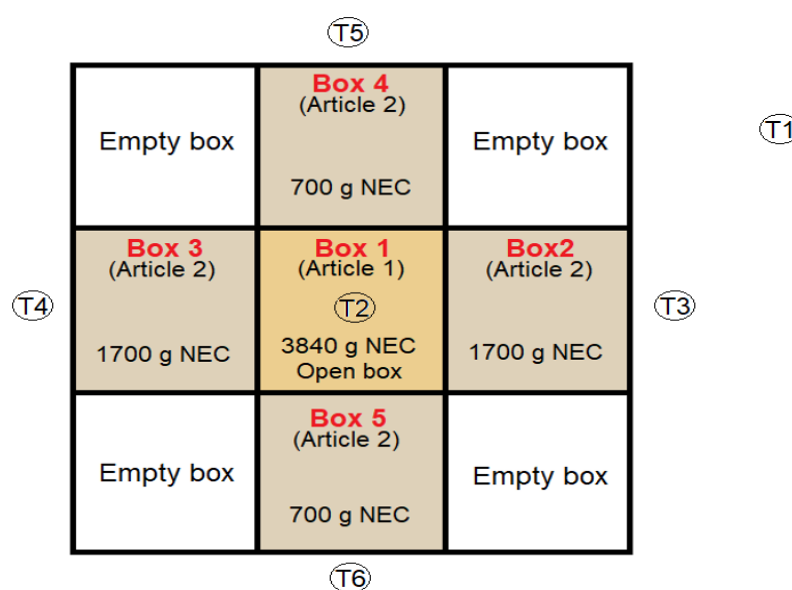 T5
Box 4
(Article 2)
Empty box
Empty box
700 g NEC
T1
Box 3
(Article 2)
Box 1
(Article 1)
Box2
(Article 2)
T4
T2
T3
1700 g NEC
3840 g NEC
Open box
1700 g NEC
Box 5
(Article 2)
Empty box
Empty box
700 g NEC
T6